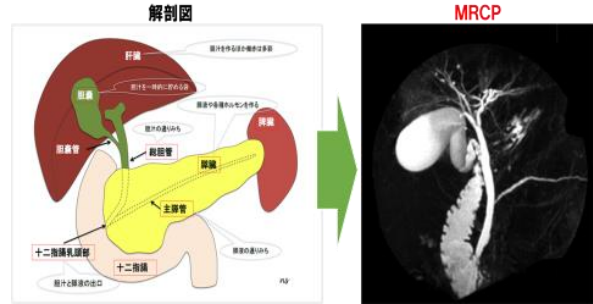 解剖図
MRCP
肝臓
胆汁を作るほか働きは多彩
胆嚢
胆汁を一時的に貯める袋
膵液や各種ホルモンを作る
脾臓
胆汁の通りみち
胆嚢管
総胆管
膵臓
主膵管
十二指腸乳頭部
膵液の通りみち
十二指腸
胆汁と膵液の出口